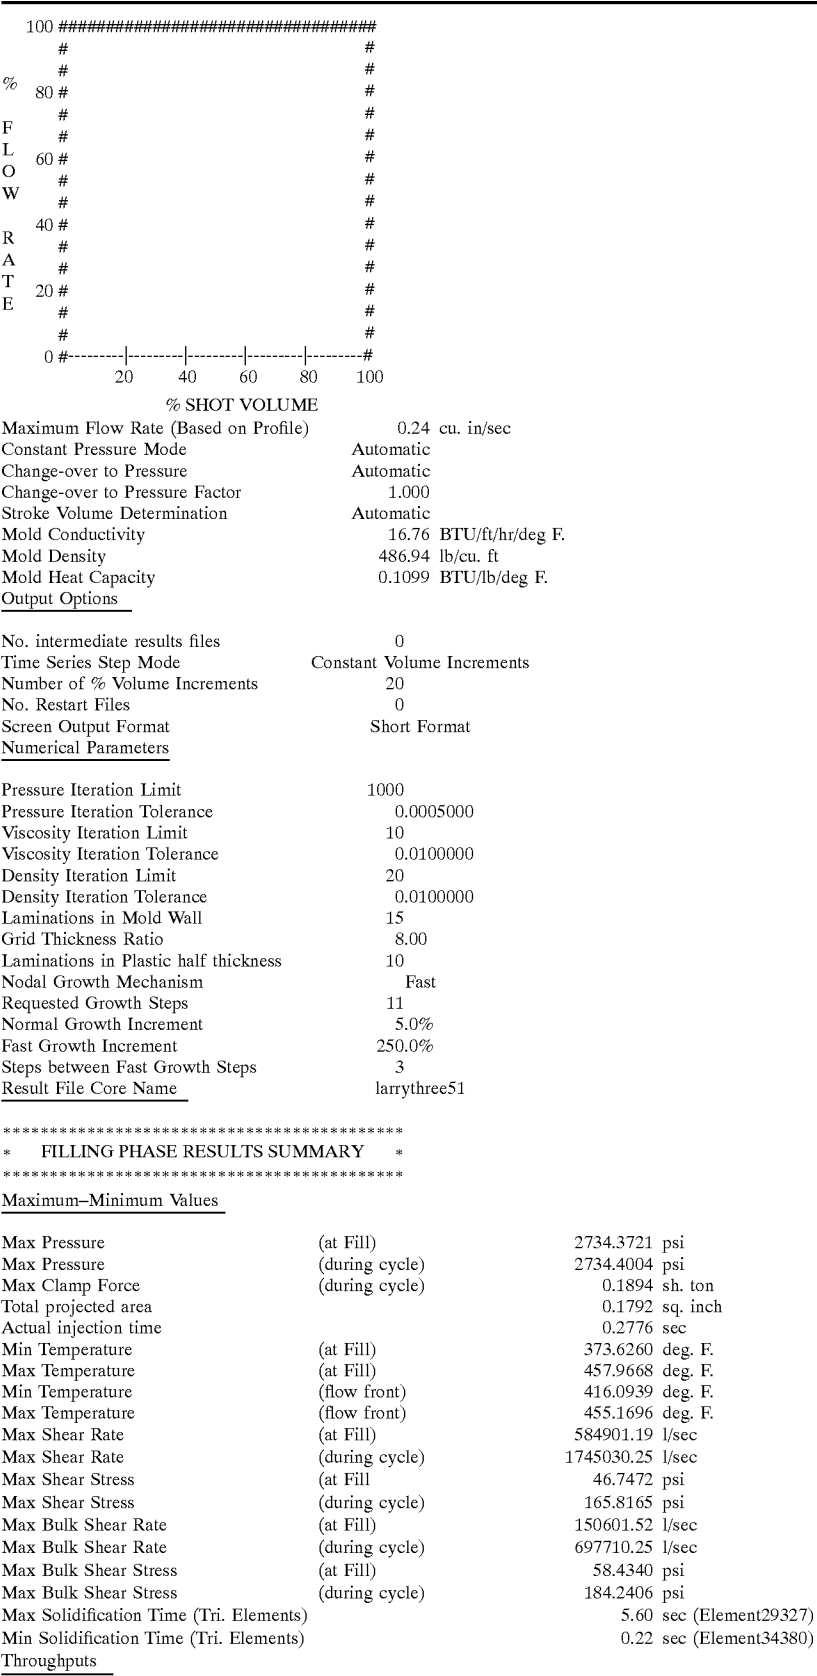 100 ##################################
# #
# #
% 80 # #
# #
F # #
L 60 # #
O # #
W # #
40 # #
R # #
A # #
T 20 # #
E # #
# #
0 #---------|---------|---------|---------|---------#
20 40 60 80 100
% SHOT VOLUME
Maximum Flow Rate (Based on Profile) 0.24 cu. in/sec
Constant Pressure Mode Automatic
Change-over to Pressure Automatic
Change-over to Pressure Factor 1.000
Stroke Volume Determination Automatic
Mold Conductivity 16.76 BTU/ft/hr/deg F.
Mold Density 486.94 lb/cu. ft
Mold Heat Capacity 0.1099 BTU/lb/deg F.
Output Options
No. intermediate results files 0
Time Series Step Mode Constant Volume Increments
Number of % Volume Increments 20
No. Restart Files 0
Screen Output Format Short Format
Numerical Parameters
Pressure Iteration Limit 1000
Pressure Iteration Tolerance 0.0005000
Viscosity Iteration Limit 10
Viscosity Iteration Tolerance 0.0100000
Density Iteration Limit 20
Density Iteration Tolerance 0.0100000
Laminations in Mold Wall 15
Grid Thickness Ratio 8.00
Laminations in Plastic half thickness 10
Nodal Growth Mechanism Fast
Requested Growth Steps 11
Normal Growth Increment 5.0%
Fast Growth Increment 250.0%
Steps between Fast Growth Steps 3
Result File Core Name larrythree51
*******************************************
* FILLING PHASE RESULTS SUMMARY *
*******************************************
Maximum–Minimum Values
Max Pressure (at Fill) 2734.3721 psi
Max Pressure (during cycle) 2734.4004 psi
Max Clamp Force (during cycle) 0.1894 sh. ton
Total projected area 0.1792 sq. inch
Actual injection time 0.2776 sec
Min Temperature (at Fill) 373.6260 deg. F.
Max Temperature (at Fill) 457.9668 deg. F.
Min Temperature (flow front) 416.0939 deg. F.
Max Temperature (flow front) 455.1696 deg. F.
Max Shear Rate (at Fill) 584901.19 l/sec
Max Shear Rate (during cycle) 1745030.25 l/sec
Max Shear Stress (at Fill 46.7472 psi
Max Shear Stress (during cycle) 165.8165 psi
Max Bulk Shear Rate (at Fill) 150601.52 l/sec
Max Bulk Shear Rate (during cycle) 697710.25 l/sec
Max Bulk Shear Stress (at Fill) 58.4340 psi
Max Bulk Shear Stress (during cycle) 184.2406 psi
Max Solidification Time (Tri. Elements) 5.60 sec (Element29327)
Min Solidification Time (Tri. Elements) 0.22 sec (Element34380)
Throughputs